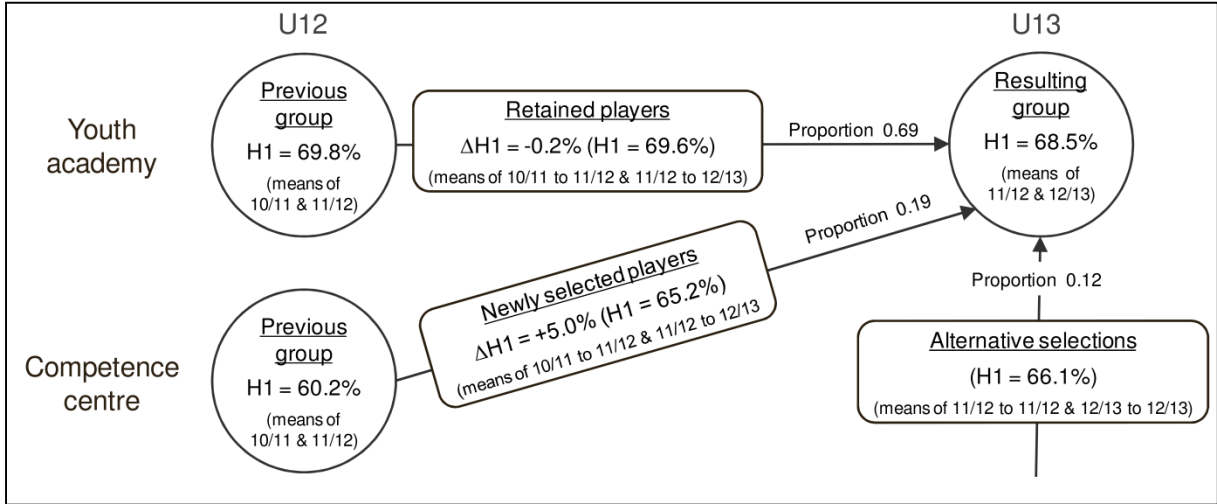 U12
U13
Youth
academy
Previous
group
H1 = 69.8%
(means of
10/11 & 11/12)
Retained players
ΔH1 = -0.2% (H1 = 69.6%)
(means of 10/11 to 11/12 & 11/12 to 12/13)
Proportion 0.69
Resulting
group
H1 = 68.5%
(means of
11/12 & 12/13)
Competence
centre
Previous
group
H1 = 60.2%
(means of
10/11 & 11/12)
Newly selected players
ΔH1 = +5.0% (H1 = 65.2%)
(means of 10/11 to 11/12 & 11/12 to 12/13
Proportion 0.19
Proportion 0.12
Alternative selections
(H1 = 66.1%)
(means of 11/12 to 11/12 & 12/13 to 12/13)